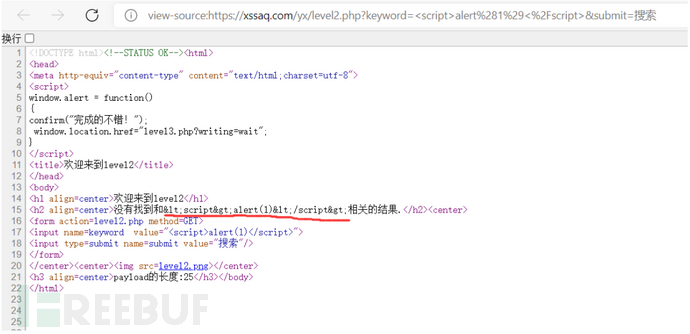 view-source:https://xssaq.com/yx/level2.php?keyword=<script>alert%281%29<%2Fscript>&submit=搜索
换行
1 <!DOCTYPE html><!--STATUS OK--><html>
2 <head>
3 <meta http-equiv="content-type" content="text/html;charset=utf-8">
4 <script>
5 window.alert = function()
6 {
7 confirm("完成的不错！");
8 window.location.href="level3.php?writing=wait";
9 }
10 </script>
11 <title>欢迎来到level2</title>
12 </head>
13 <body>
14 <h1 align=center>欢迎来到level2</h1>
15 <h2 align=center>没有找到和&lt;script&gt;alert(1)&lt;/script&gt;相关的结果.</h2><center>
16 <form action=level2.php method=GET>
17 <input name=keyword  value="<script>alert(1)</script>">
18 <input type=submit name=submit value="搜索"/>
19 </form>
20 </center><center><img src=level2.png></center>
21 <h3 align=center>payload的长度:25</h3></body>
22 </html>
23
24
25
REEBUF